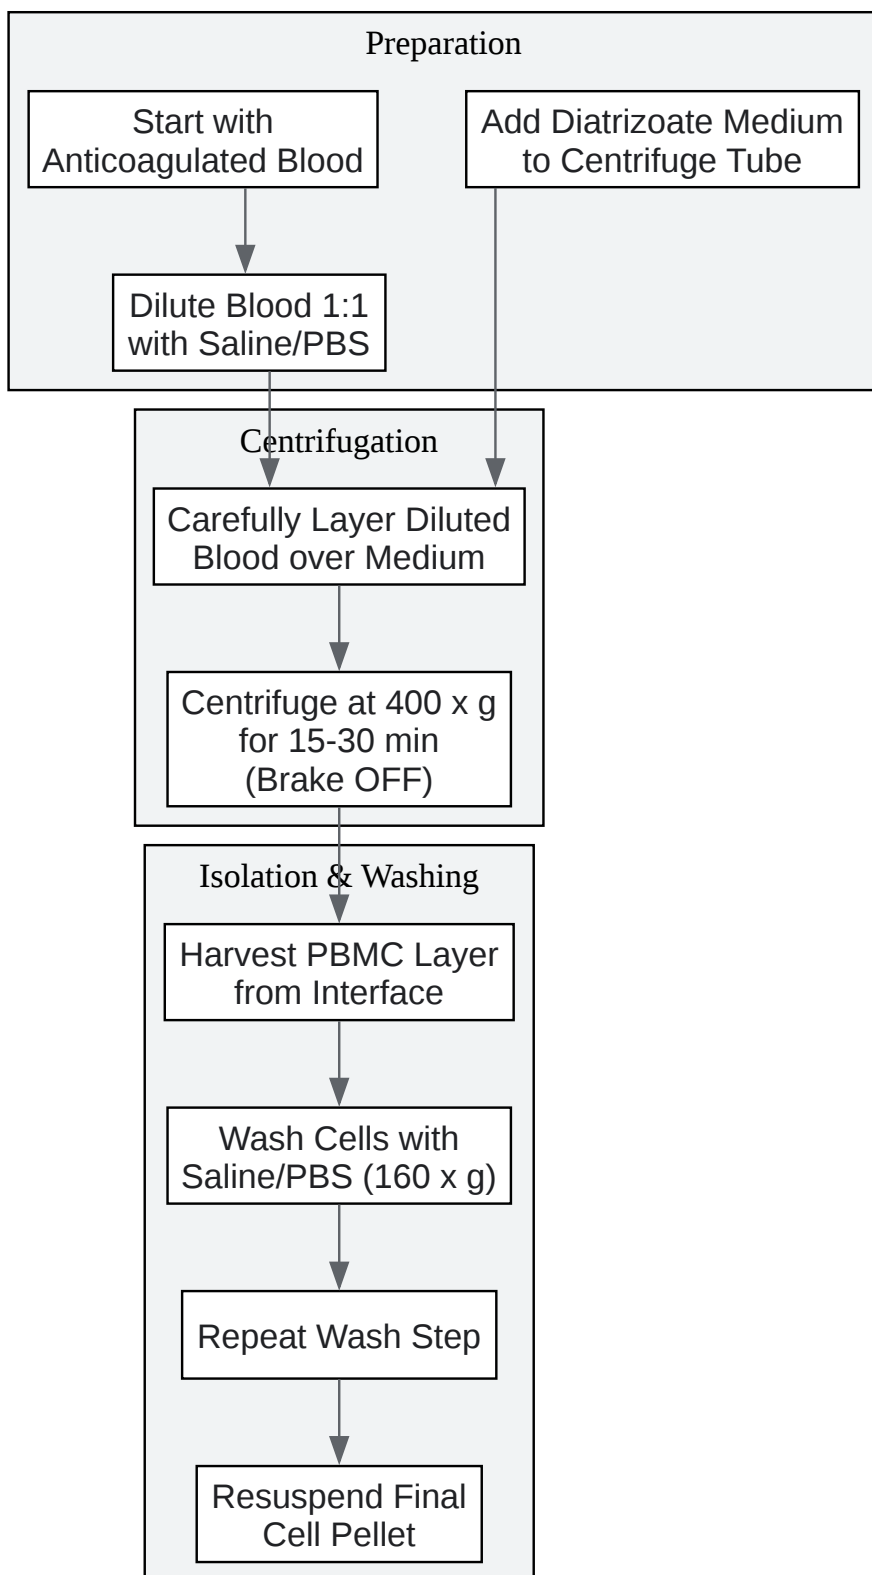 Preparation
Start with
Anticoagulated Blood
Add Diatrizoate Medium
to Centrifuge Tube
Dilute Blood 1:1
with Saline/PBS
Centrifugation
Carefully Layer Diluted
Blood over Medium
Centrifuge at 400 x g
for 15-30 min
(Brake OFF)
Isolation & Washing
Harvest PBMC Layer
from Interface
Wash Cells with
Saline/PBS (160 x g)
Repeat Wash Step
Resuspend Final
Cell Pellet